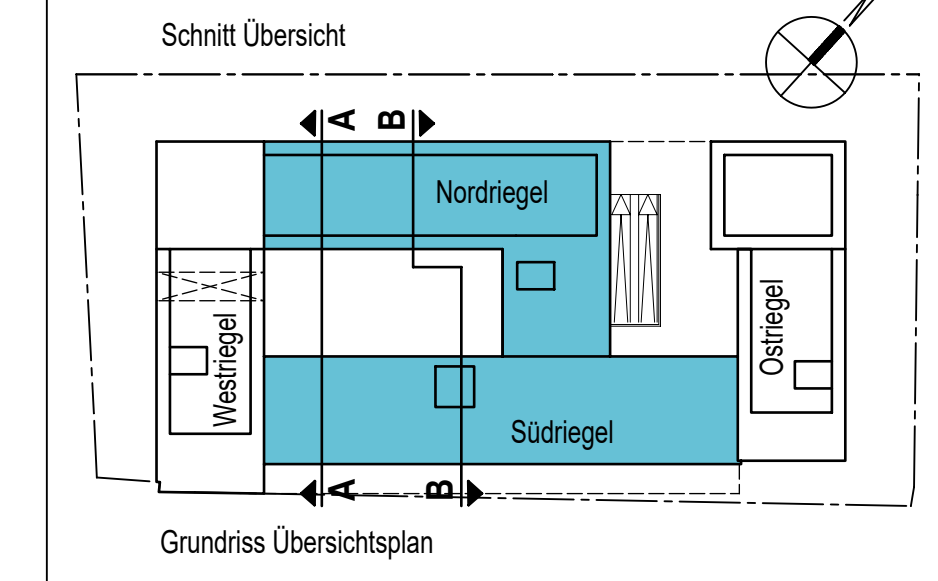 Schnitt Übersicht
A
B
Nordriegel
Westriegel
Ostriegel
Südriegel
A
B
Grundriss Übersichtsplan